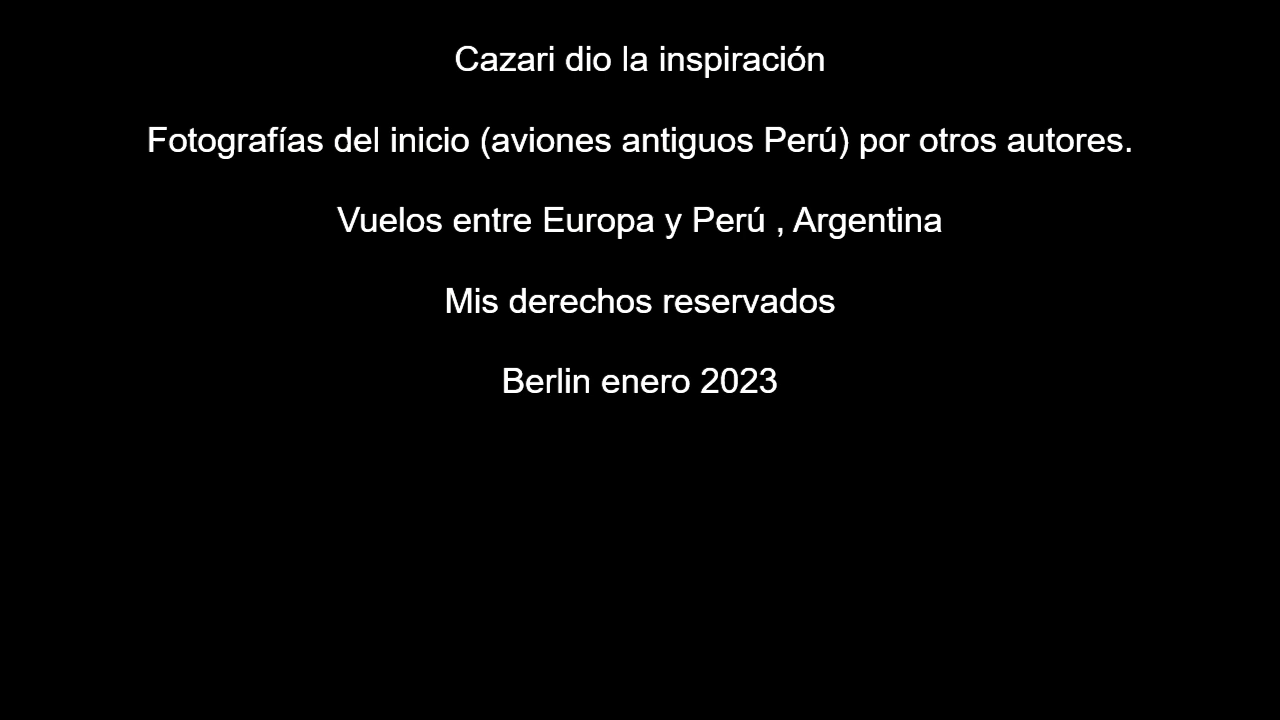 Cazari dio la inspiración
Fotografías del inicio (aviones antiguos Perú) por otros autores.
Vuelos entre Europa y Perú , Argentina
Mis derechos reservados
Berlin enero 2023